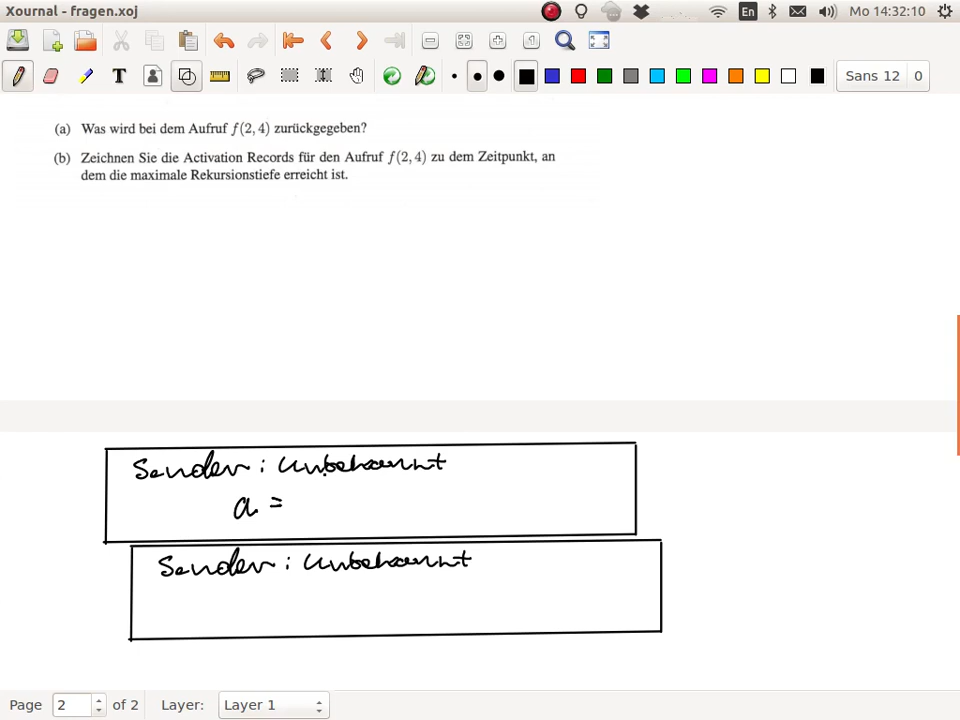 Xournal - fragen.xoj
En
Mo 14:32:10
T
Sans 12 0
(a) Was wird bei dem Aufruf f(2, 4) zurückgegeben?
(b) Zeichnen Sie die Activation Records für den Aufruf f(2, 4) zu dem Zeitpunkt, an
dem die maximale Rekursionstiefe erreicht ist.
Sender: unbekannt
a =
Sender: unbekannt
Page 2 of 2 Layer: Layer 1